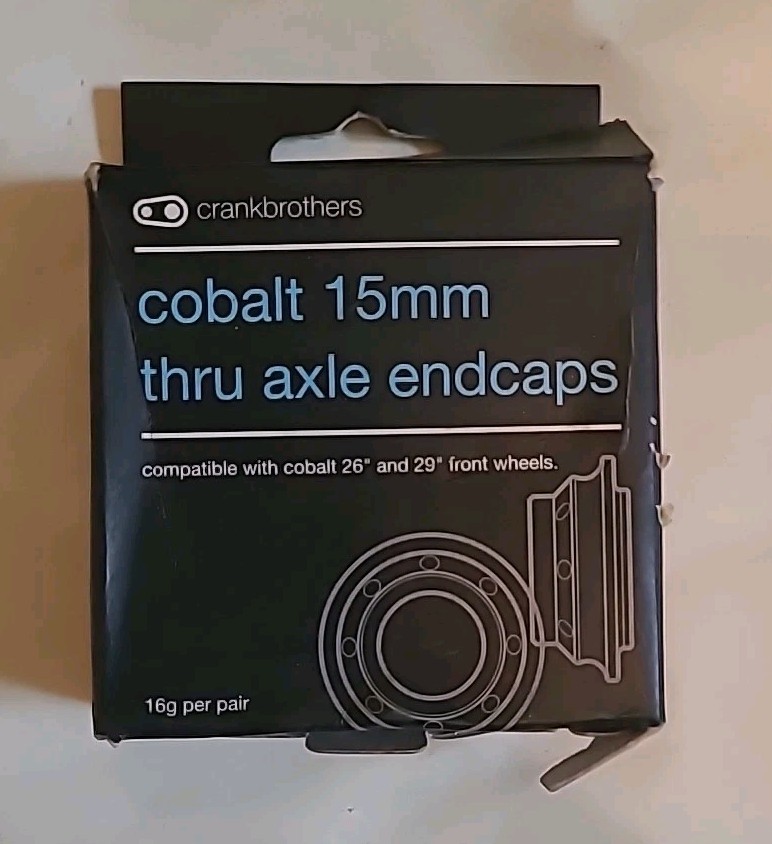 crankbrothers
cobalt 15mm
thru axle endcaps
compatible with cobalt 26" and 29" front wheels.
16g per pair